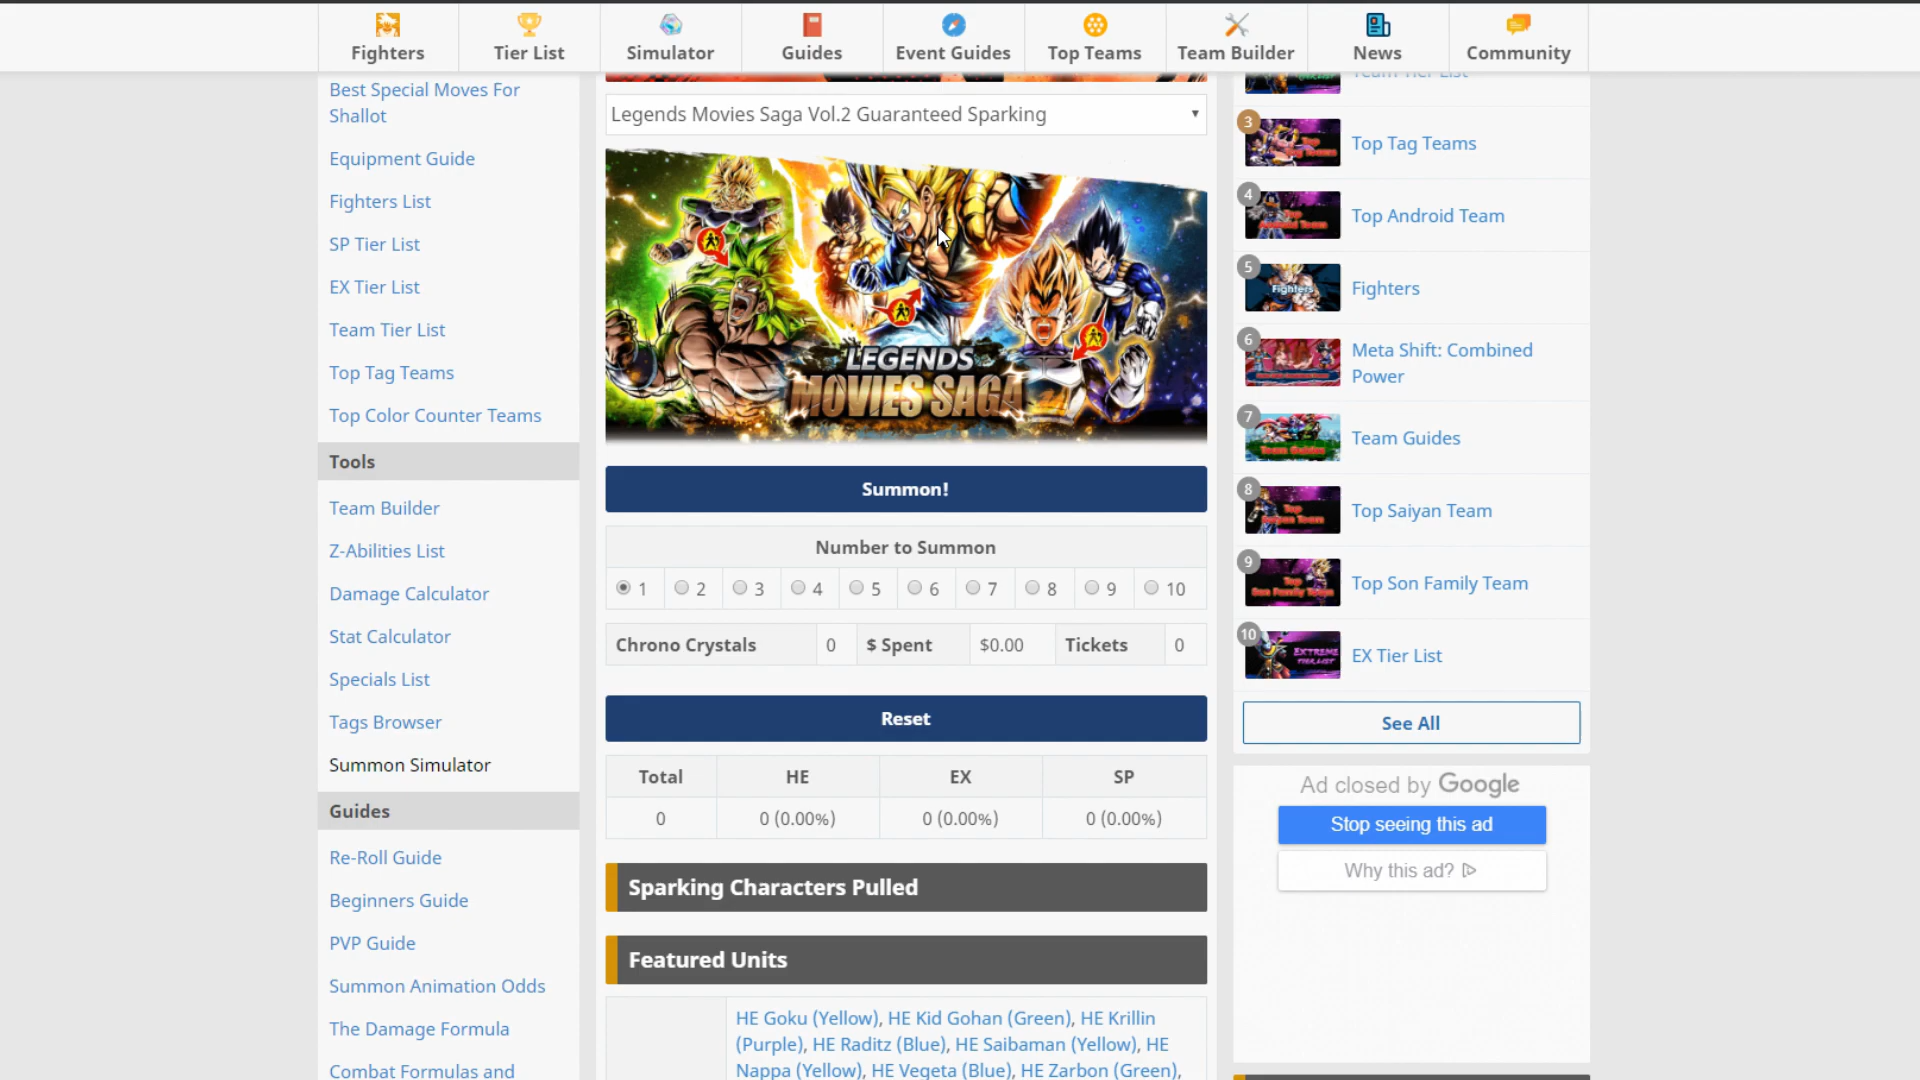 Fighters
Tier List
Simulator
Guides
Event Guides
Top Teams
Team Builder
News
Community
Best Special Moves For
Shallot
Equipment Guide
Fighters List
SP Tier List
EX Tier List
Team Tier List
Top Tag Teams
Top Color Counter Teams
Tools
Team Builder
Z-Abilities List
Damage Calculator
Stat Calculator
Specials List
Tags Browser
Summon Simulator
Guides
Re-Roll Guide
Beginners Guide
PVP Guide
Summon Animation Odds
The Damage Formula
Combat Formulas and
Legends Movies Saga Vol.2 Guaranteed Sparking
LEGENDS
MOVIES SAGA
Summon!
Number to Summon
1 2 3 4 5 6 7 8 9 10
Chrono Crystals 0 $ Spent $0.00 Tickets 0
Reset
Total HE EX SP
0 0 (0.00%) 0 (0.00%) 0 (0.00%)
Sparking Characters Pulled
Featured Units
HE Goku (Yellow), HE Kid Gohan (Green), HE Krillin
(Purple), HE Raditz (Blue), HE Saibaman (Yellow), HE
Nappa (Yellow), HE Vegeta (Blue), HE Zarbon (Green),
Team Tier List
3 Top Tag Teams
4 Top Android Team
5 Fighters
6 Meta Shift: Combined
Power
7 Team Guides
8 Top Saiyan Team
9 Top Son Family Team
10 EX Tier List
See All
Ad closed by Google
Stop seeing this ad
Why this ad?